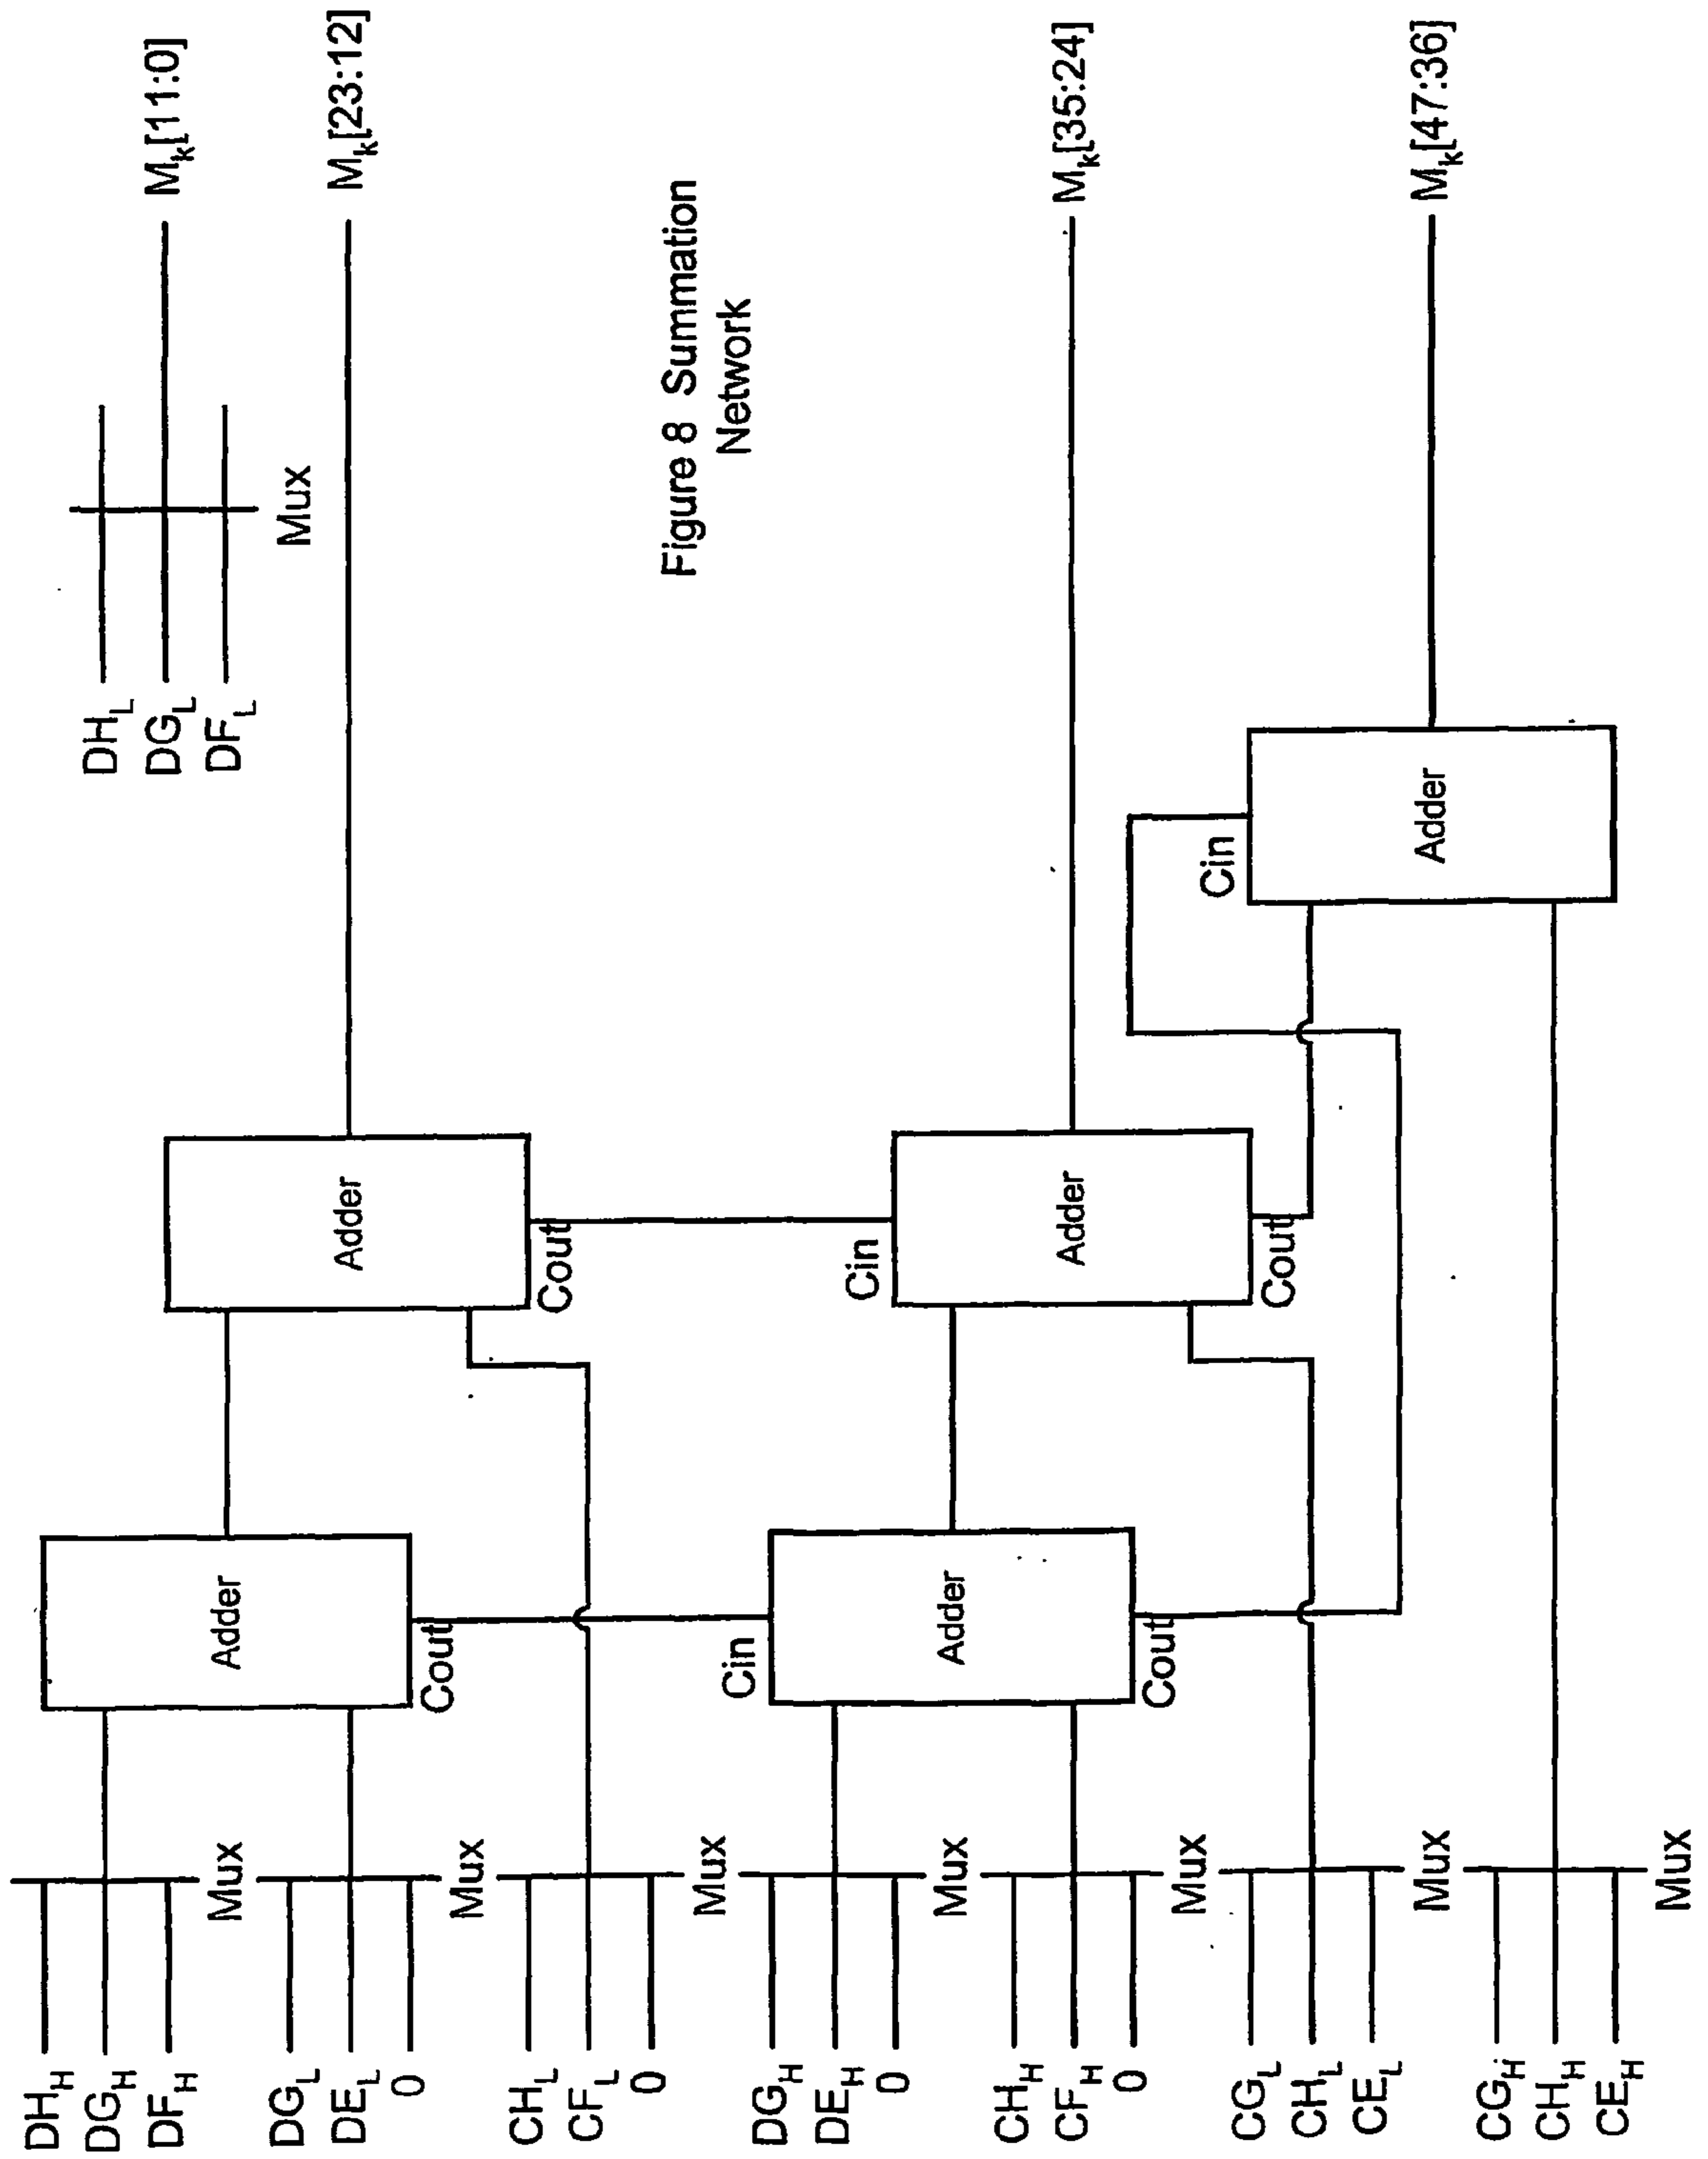 DH_H
DG_H
DF_H
Mux
DG_L
DE_L
0
Mux
CH_L
CF_L
0
Mux
DG_H
DE_H
0
Mux
CH_H
CF_H
0
Mux
CG_L
CH_L
CE_L
Mux
CG_H
CH_H
CE_H
Mux
Adder
Cout
Cin
Adder
Cout
Adder
Cout
Cin
Adder
Cout
Cin
Adder
DH_L
DG_L
DF_L
Mux
M_k[11:0]
M_k[23:12]
M_k[35:24]
M_k[47:36]
Figure 8 Summation
Network